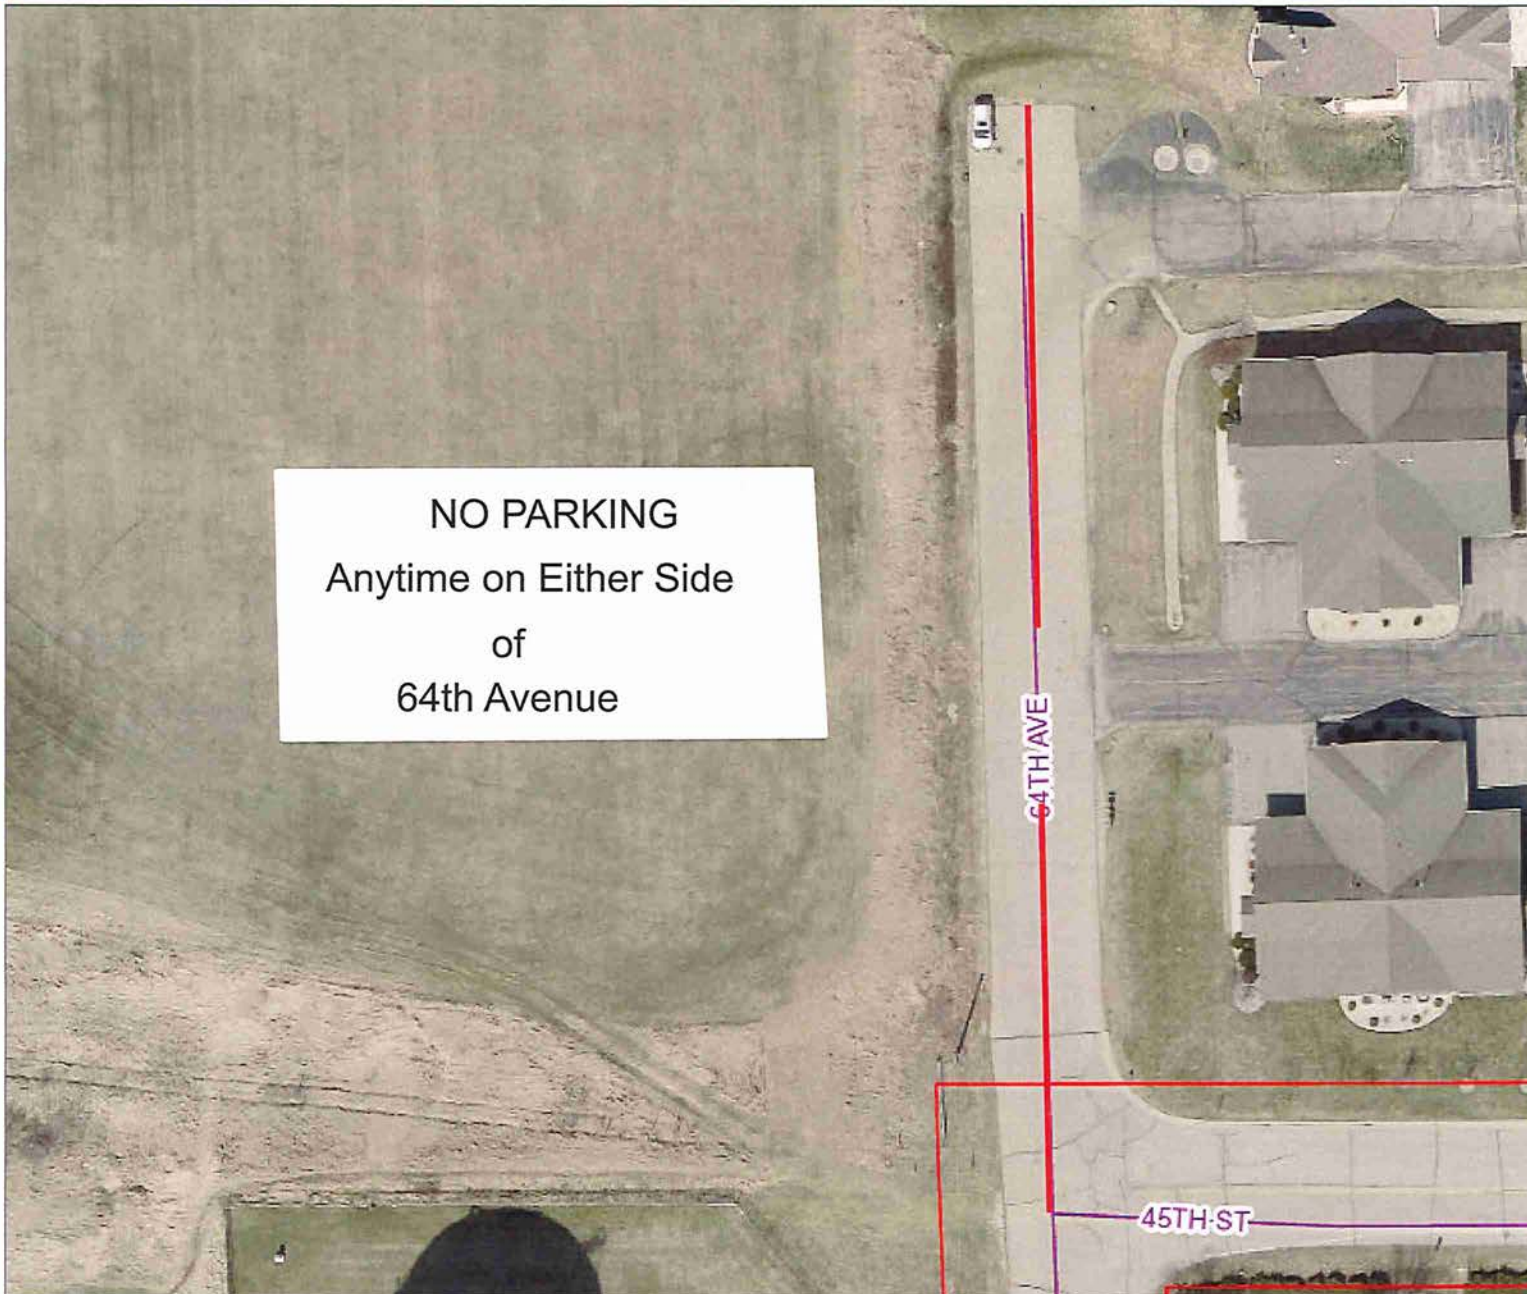 NO PARKING
Anytime on Either Side
of
64th Avenue
64TH AVE
45TH ST